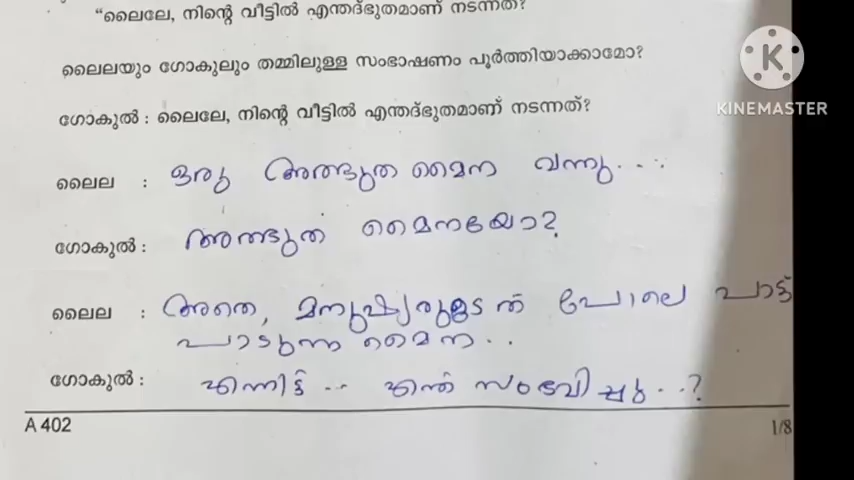 “ലൈലേ, നിന്റെ വീട്ടിൽ എന്തദ്ഭുതമാണ് നടന്നത്?
ലൈലയും ഗോകുലും തമ്മിലുള്ള സംഭാഷണം പൂർത്തിയാക്കാമോ?
ഗോകുൽ : ലൈലേ, നിന്റെ വീട്ടിൽ എന്തദ്ഭുതമാണ് നടന്നത്?
ലൈല : ഒരു അത്ഭുത മൈന വന്നു. . . .
ഗോകുൽ : അത്ഭുത മൈനയോ?
ലൈല : അതെ, മനുഷ്യരുടെത് പോലെ പാട്ട്
പാടുന്ന മൈന . .
ഗോകുൽ : എന്നിട്ട് .. എന്ത് സംഭവിച്ചു . . ?
A 402
1/8
K
KINEMASTER